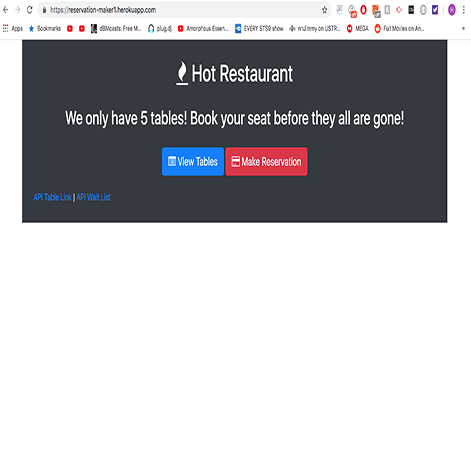 https://reservation-maker1.herokuapp.com
Apps Bookmarks dBMcasts: Free M... plug.dj Amorphous Essen... EVERY STS9 show nrJimmy on USTR... MEGA Full Movies on An...
Hot Restaurant
We only have 5 tables! Book your seat before they all are gone!
View Tables Make Reservation
API Table Link | API Wait List